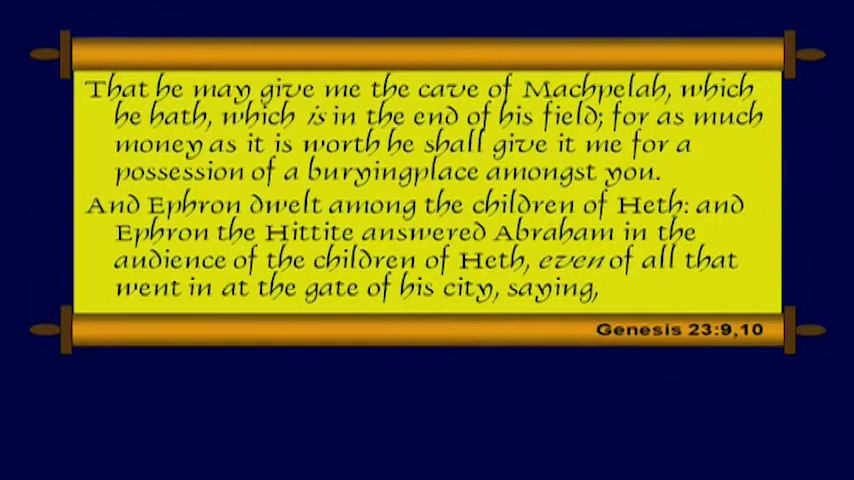 That he may give me the cave of Machpelah, which
he hath, which is in the end of his field; for as much
money as it is worth he shall give it me for a
possession of a buryingplace amongst you.
And Ephron dwelt among the children of Heth: and
Ephron the Hittite answered Abraham in the
audience of the children of Heth, even of all that
went in at the gate of his city, saying,
Genesis 23:9,10